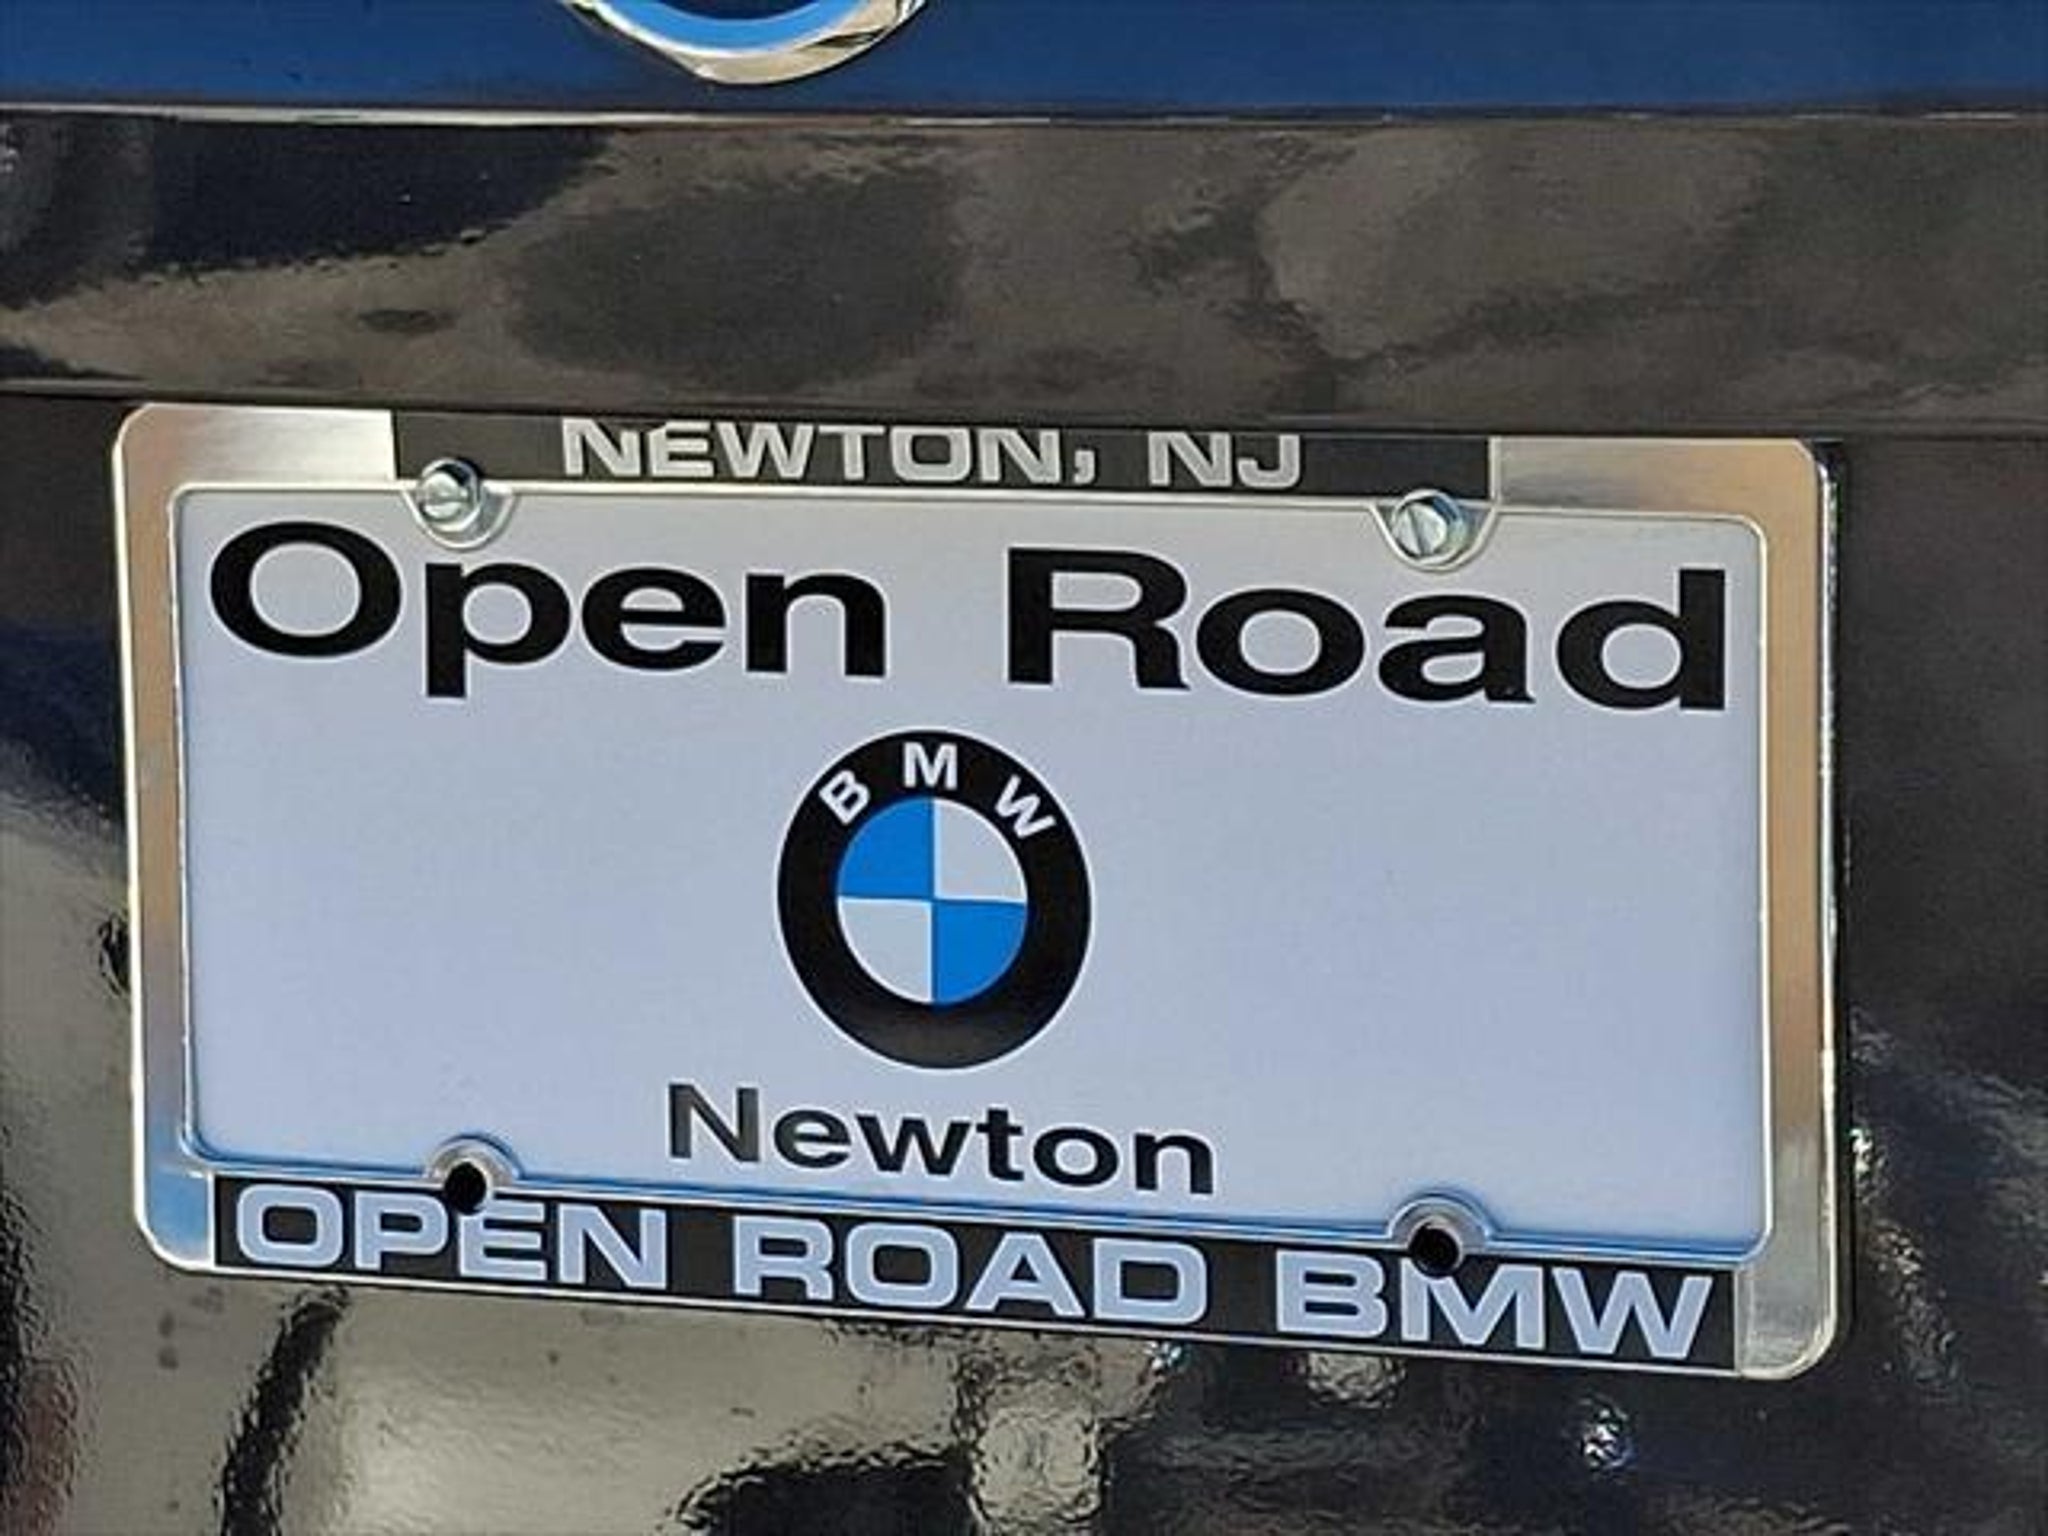 NEWTON, NJ
Open Road
BMW
Newton
OPEN ROAD BMW